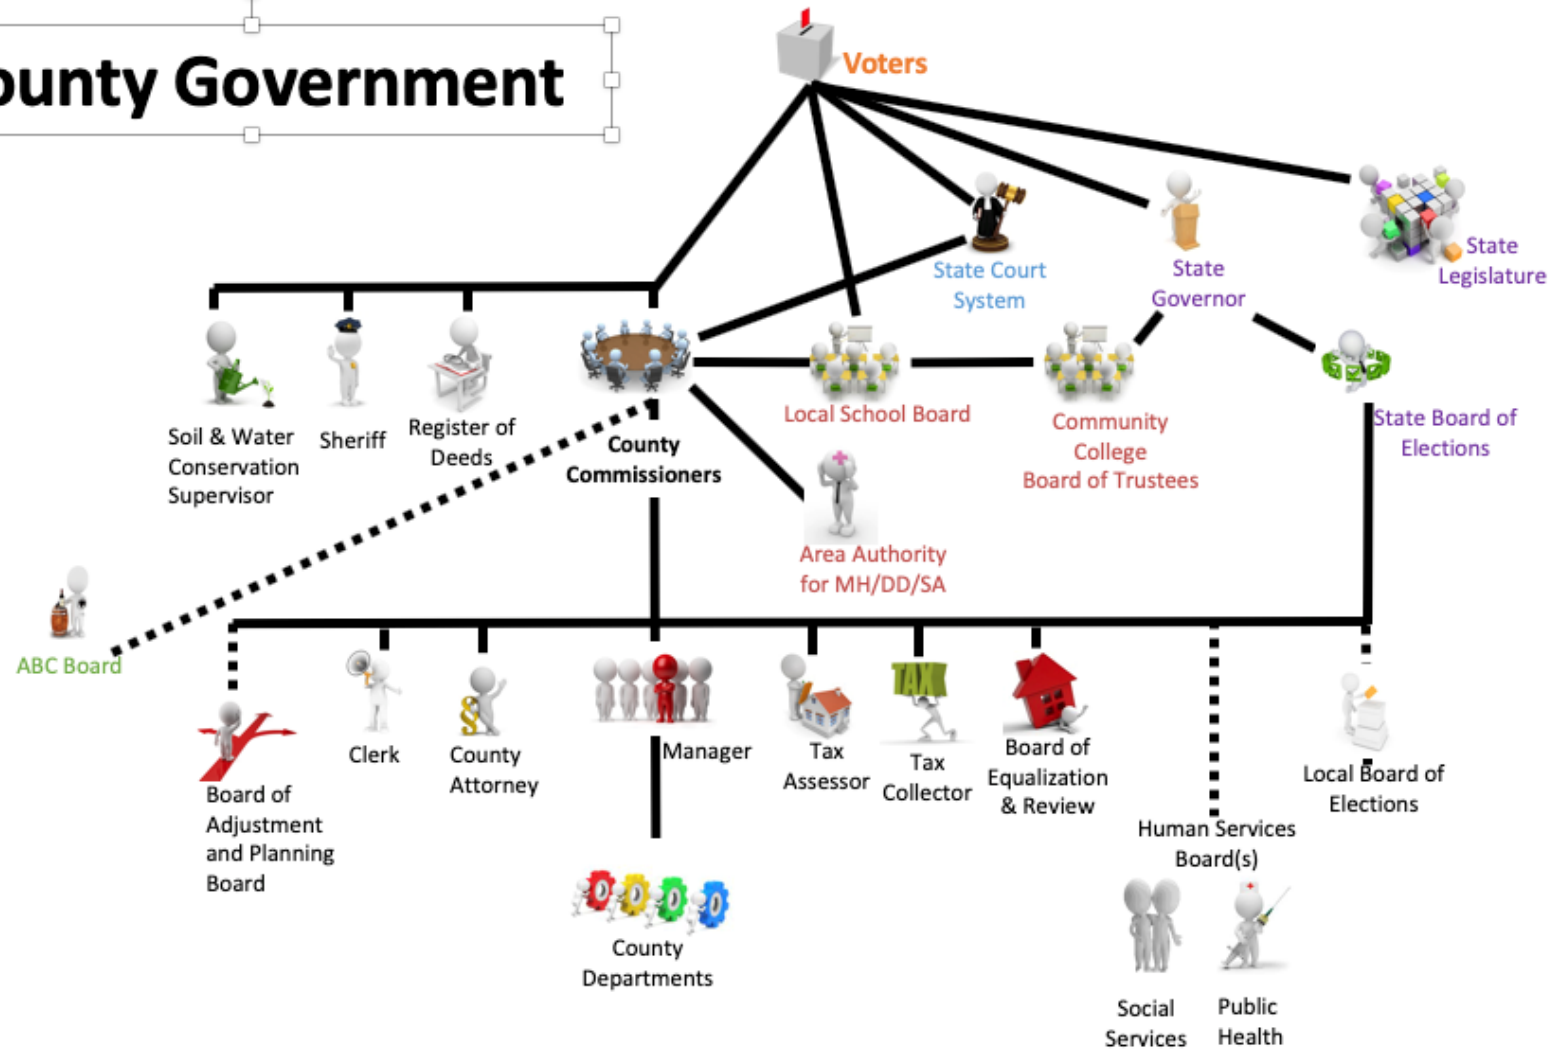 ounty Government
Voters
State Court
System
State
Governor
State
Legislature
Soil & Water
Conservation
Supervisor
Sheriff
Register of
Deeds
County
Commissioners
Local School Board
Community
College
Board of Trustees
State Board of
Elections
Area Authority
for MH/DD/SA
ABC Board
Board of
Adjustment
and Planning
Board
Clerk
County
Attorney
Manager
Tax
Assessor
TAX
Tax
Collector
Board of
Equalization
& Review
Human Services
Board(s)
Local Board of
Elections
County
Departments
Social
Services
Public
Health